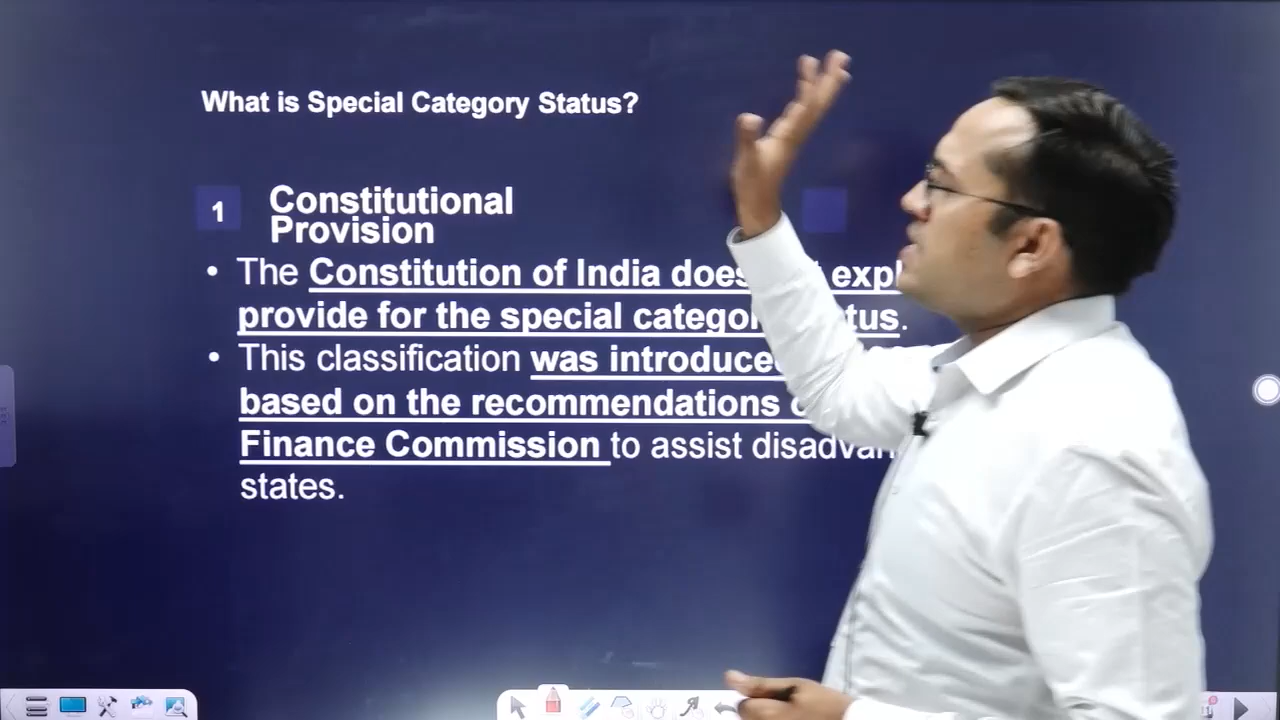 What is Special Category Status?
1
Constitutional
Provision
• The Constitution of India does
provide for the special
• This classification was introduced
based on the recommendations
Finance Commission to assist
states.